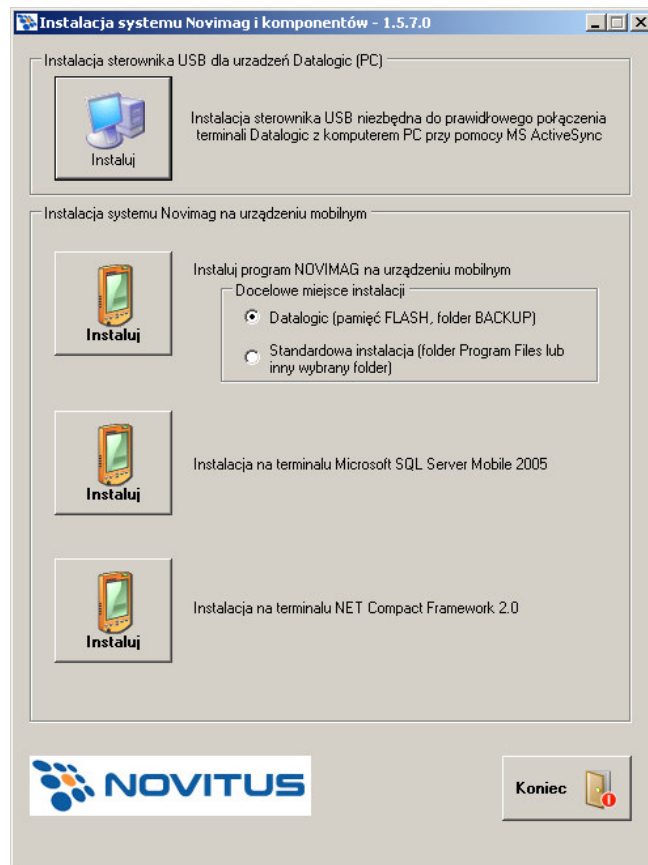 Instalacja systemu Novimag i komponentów - 1.5.7.0
Instalacja sterownika USB dla urzadzeń Datalogic (PC)
Instaluj
Instalacja sterownika USB niezbędna do prawidłowego połączenia
terminali Datalogic z komputerem PC przy pomocy MS ActiveSync
Instalacja systemu Novimag na urządzeniu mobilnym
Instaluj
Instaluj program NOVIMAG na urządzeniu mobilnym
Docelowe miejsce instalacji
Datalogic (pamięć FLASH, folder BACKUP)
Standardowa instalacja (folder Program Files lub
inny wybrany folder)
Instaluj
Instalacja na terminalu Microsoft SQL Server Mobile 2005
Instaluj
Instalacja na terminalu NET Compact Framework 2.0
NOVITUS
Koniec